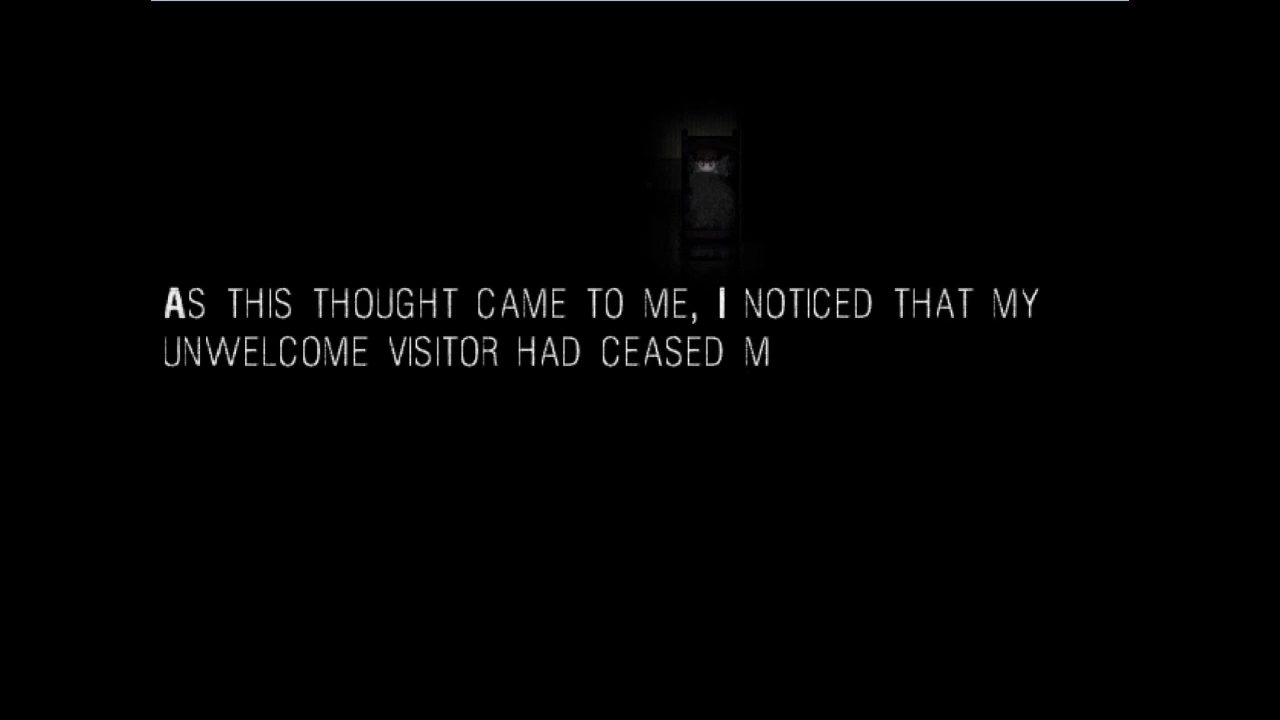 As this thought came to me, I noticed that my
unwelcome visitor had ceased m